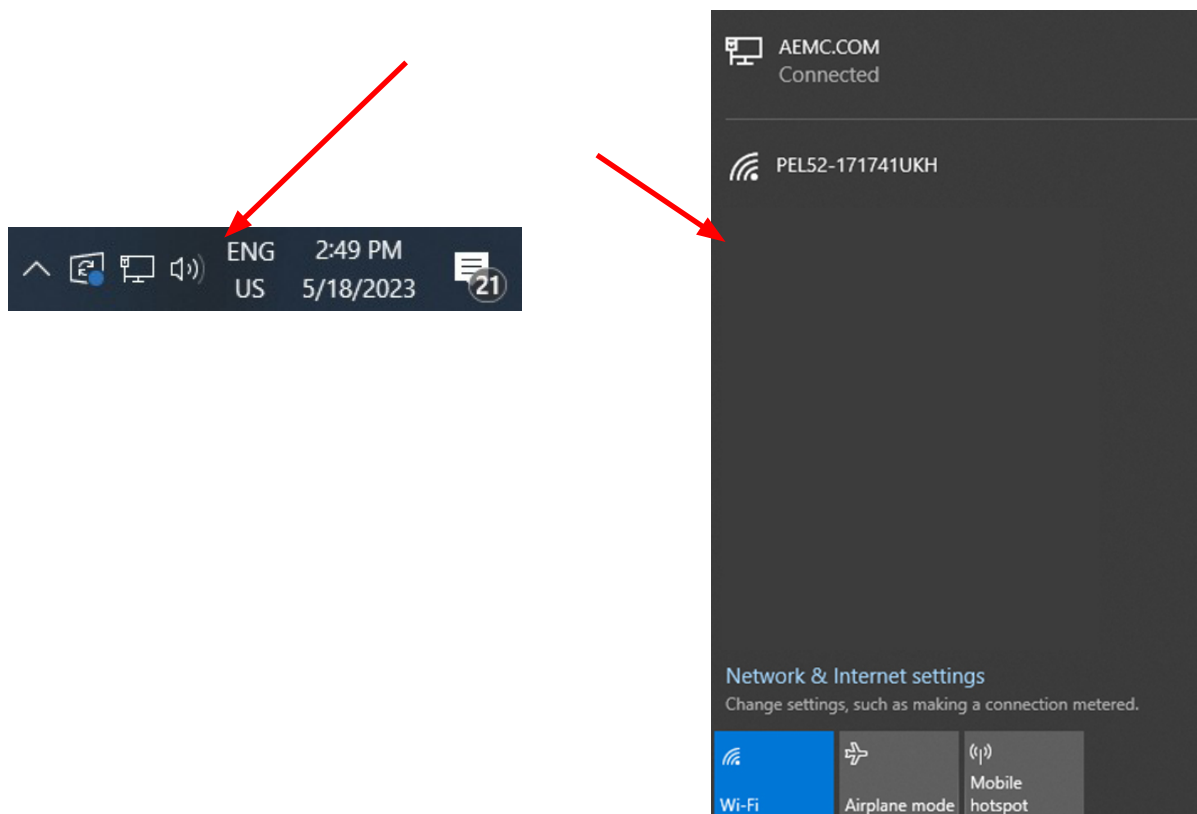 ENG
US
2:49 PM
5/18/2023
21
AEMC.COM
Connected
PEL52-171741UKH
Network & Internet settings
Change settings, such as making a connection metered.
Wi-Fi
Airplane mode
Mobile
hotspot